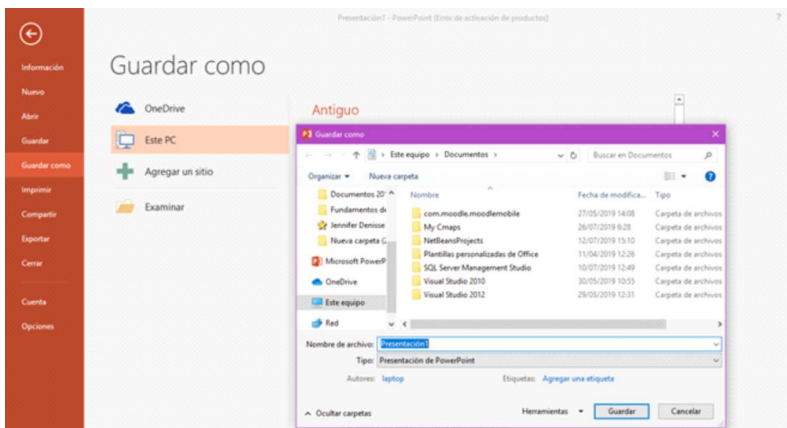 Presentación1 - PowerPoint (Error de activación de productos)
?
Información
Nuevo
Abrir
Guardar
Guardar como
Imprimir
Compartir
Exportar
Cerrar
Cuenta
Opciones
Guardar como
OneDrive
Este PC
Agregar un sitio
Examinar
Antiguo
Guardar como
Este equipo › Documentos ›
Buscar en Documentos
Organizar
Nueva carpeta
Documentos 20
Fundamentos de
Jennifer Denisse
Nueva carpeta (
Microsoft PowerP
OneDrive
Este equipo
Red
Nombre Fecha de modifica... Tipo
com.moodle.moodlemobile 27/05/2019 14:08 Carpeta de archivos
My Cmaps 26/07/2019 6:28 Carpeta de archivos
NetBeansProjects 12/07/2019 15:10 Carpeta de archivos
Plantillas personalizadas de Office 11/04/2019 12:26 Carpeta de archivos
SQL Server Management Studio 10/07/2019 12:49 Carpeta de archivos
Visual Studio 2010 30/05/2019 10:55 Carpeta de archivos
Visual Studio 2012 29/05/2019 12:31 Carpeta de archivos
Nombre de archivo: Presentación1
Tipo: Presentación de PowerPoint
Autores: laptop Etiquetas: Agregar una etiqueta
Ocultar carpetas Herramientas Guardar Cancelar